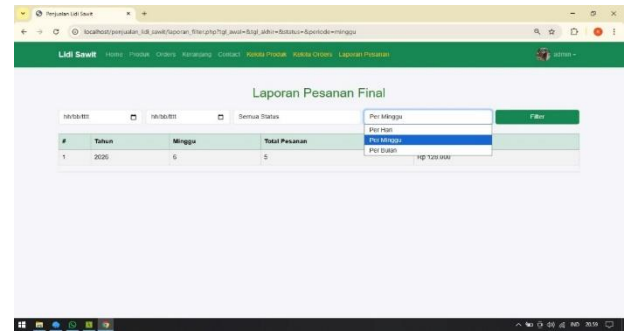 Penjualan Lidi Sawit
localhost/penjualan_lidi_sawit/laporan_filter.php?tgl_awal=&tgl_akhir=&status=&periode=minggu
Lidi Sawit Home Produk Orders Keranjang Contact Kelola Produk Kelola Orders Laporan Pesanan admin
Laporan Pesanan Final
hh/bb/tttt hh/bb/tttt Semua Status Per Minggu Filter
Per Hari
Per Minggu
Per Bulan
# Tahun Minggu Total Pesanan
1 2026 6 5 Rp 120.000
IND 20.59